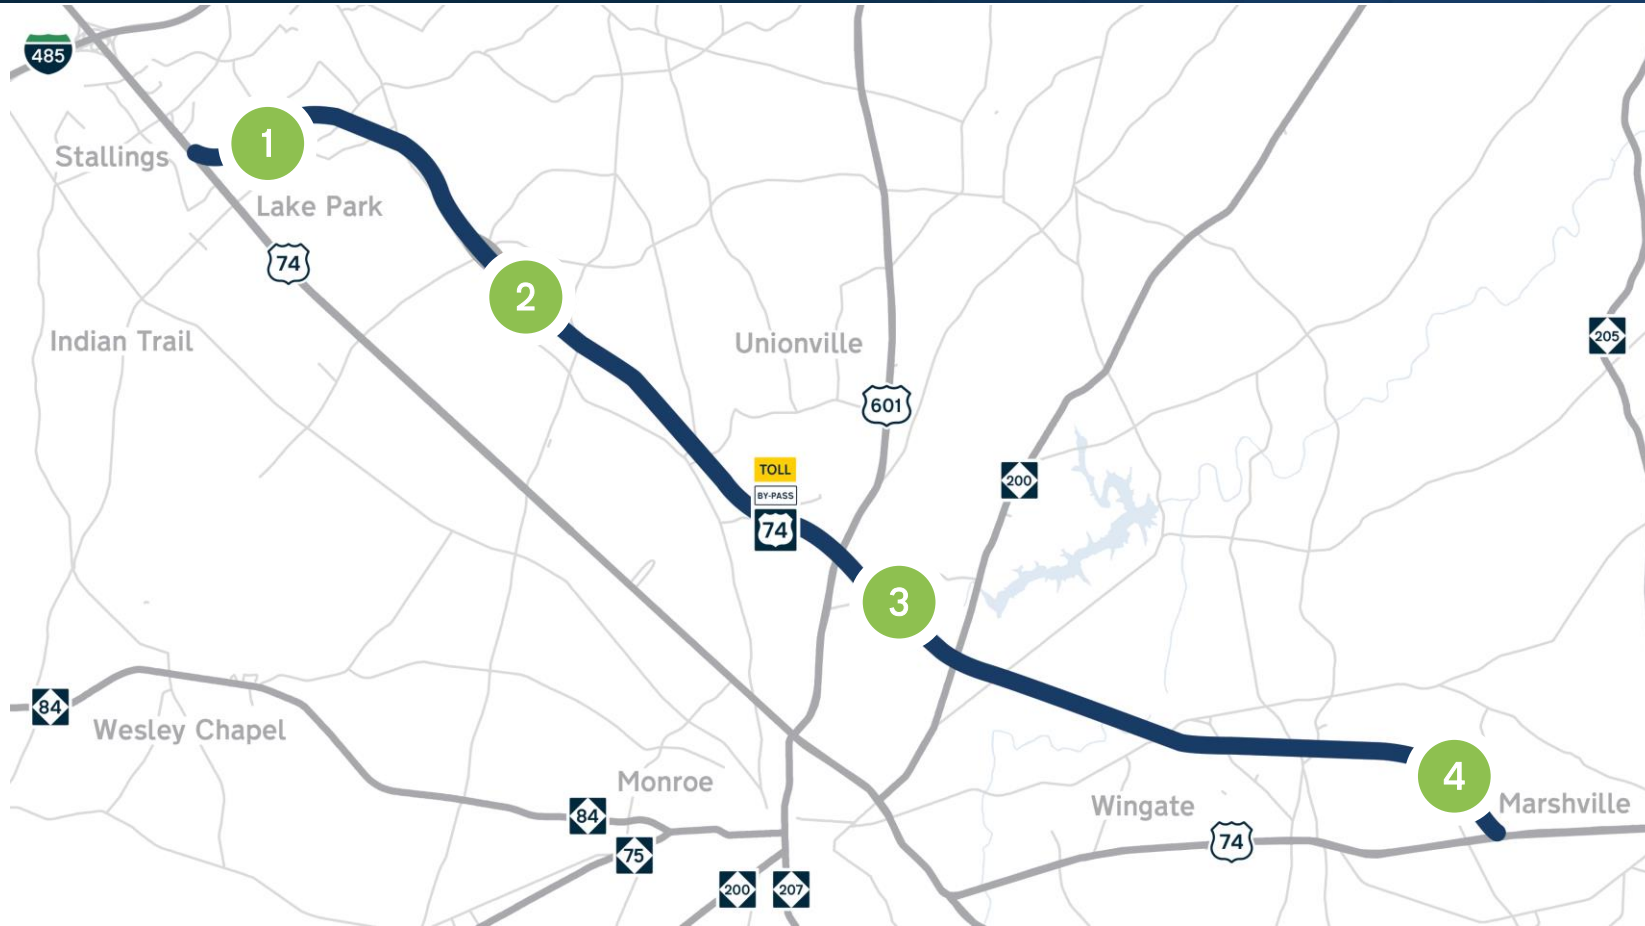 485
1
Stallings
Lake Park
74
2
Indian Trail
Unionville
205
601
TOLL
BY-PASS
74
200
3
84
Wesley Chapel
Monroe
4
Wingate
Marshville
84
74
75
200
207